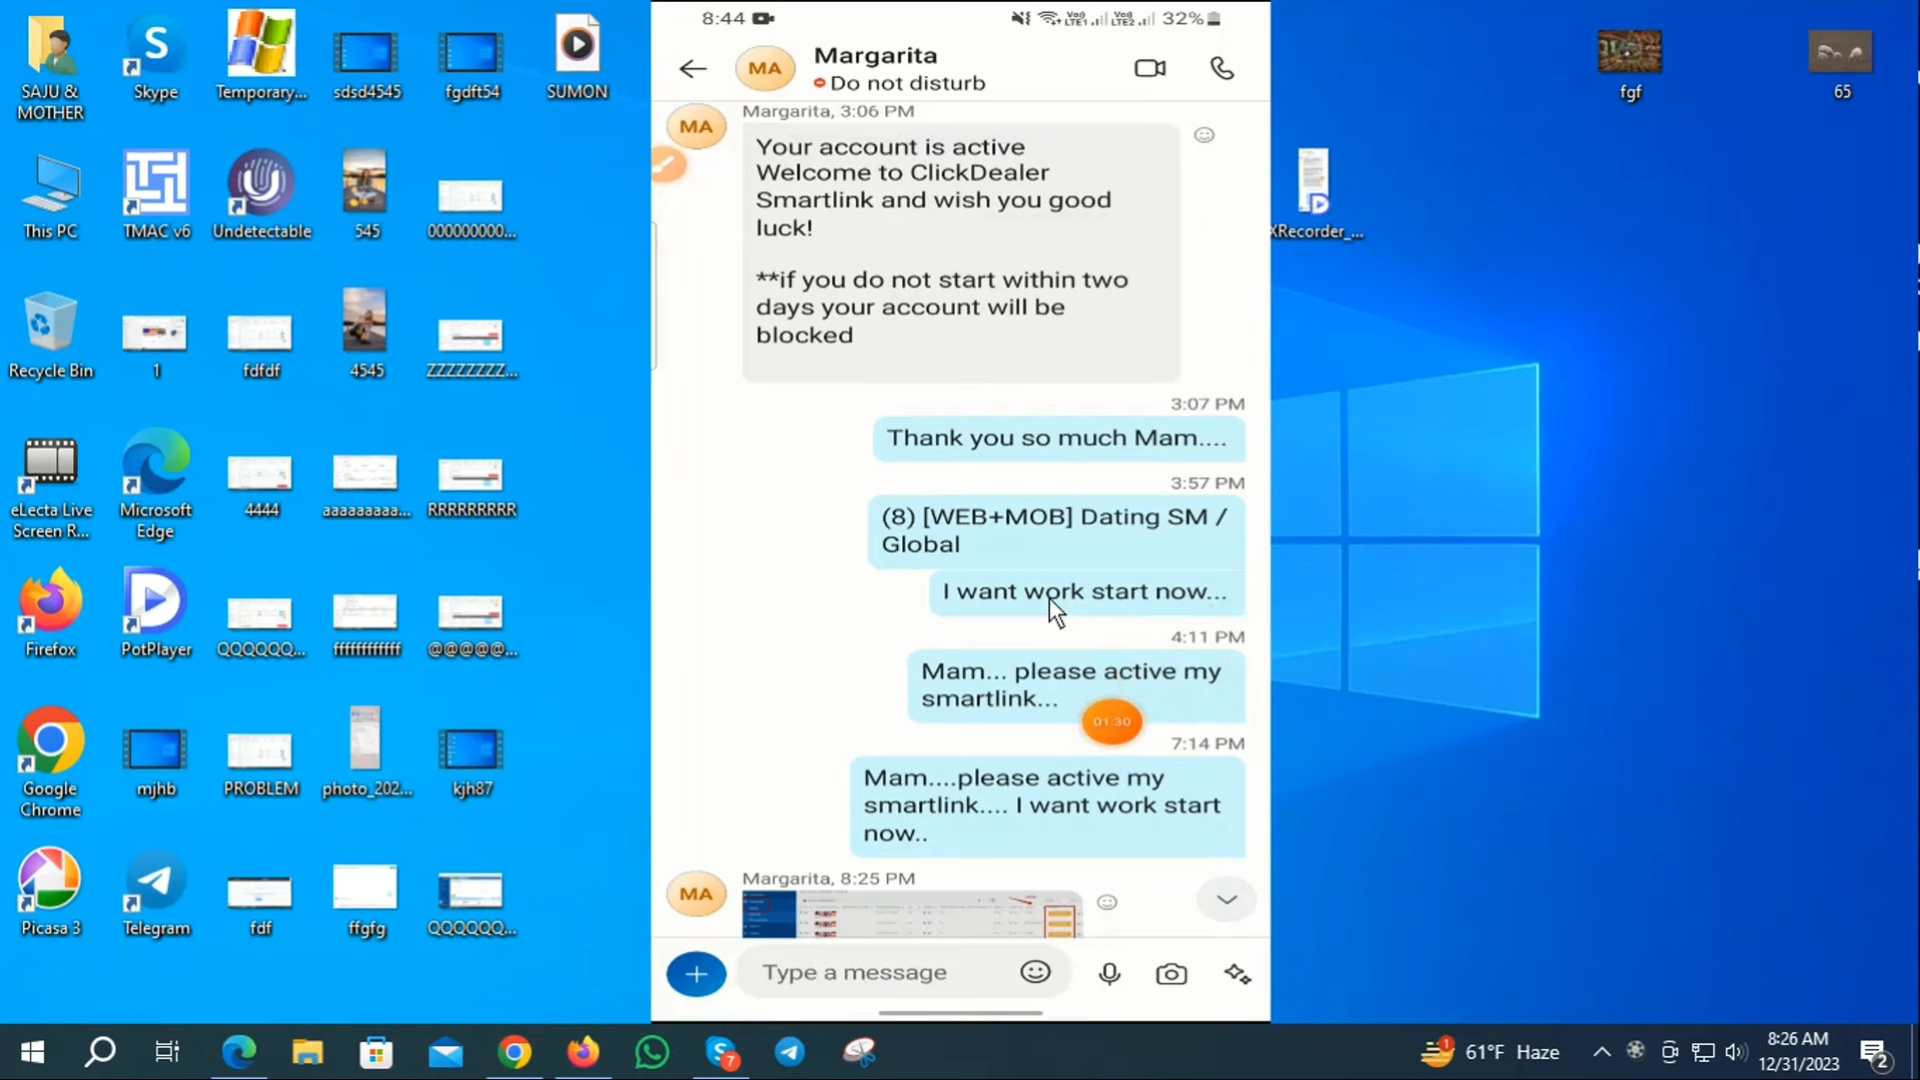 SAJU &
MOTHER
Skype
Temporary...
sdsd4545
fgdft54
SUMON
This PC
TMAC v6
Undetectable
545
000000000...
Recycle Bin
1
fdfdf
4545
ZZZZZZZZ...
eLecta Live
Screen R...
Microsoft
Edge
4444
aaaaaaaaa...
RRRRRRRRR
Firefox
PotPlayer
QQQQQQ...
ffffffffffff
@@@@@...
Google
Chrome
mjhb
PROBLEM
photo_202...
kjh87
Picasa 3
Telegram
fdf
ffgfg
QQQQQQ...
8:44
32%
MA
Margarita
Do not disturb
Margarita, 3:06 PM
MA
Your account is active
Welcome to ClickDealer
Smartlink and wish you good
luck!
**if you do not start within two
days your account will be
blocked
3:07 PM
Thank you so much Mam....
3:57 PM
(8) [WEB+MOB] Dating SM /
Global
I want work start now...
4:11 PM
Mam... please active my
smartlink...
01:30
7:14 PM
Mam....please active my
smartlink.... I want work start
now..
Margarita, 8:25 PM
MA
Type a message
fgf
65
XRecorder_...
7
1
61°F Haze
8:26 AM
12/31/2023
2